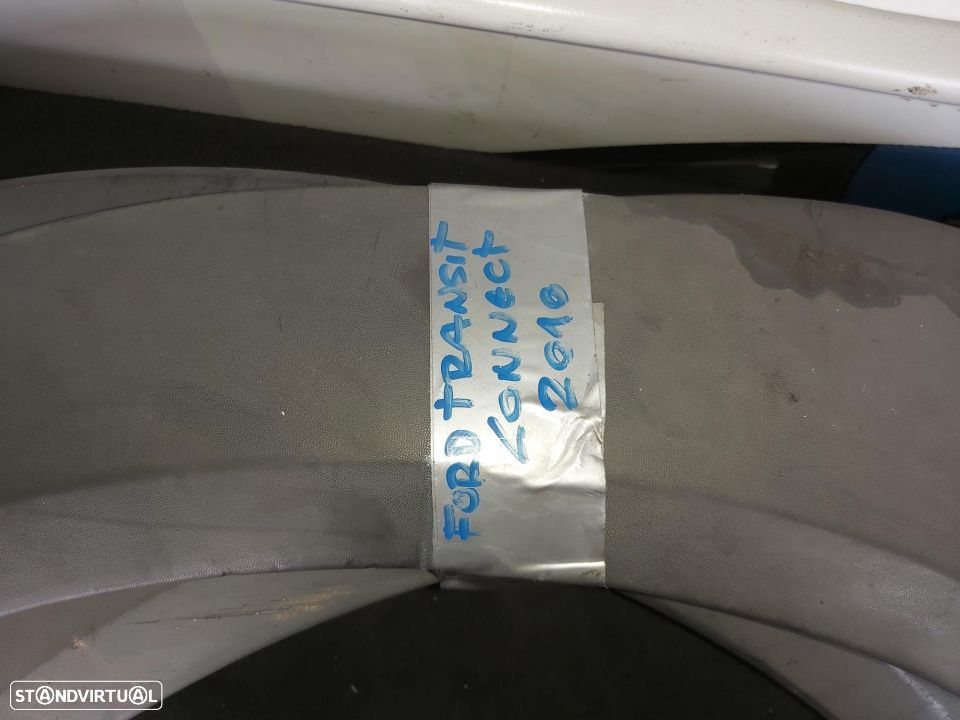 FORD TRANSIT
CONNECT
2010
STANDVIRTUAL